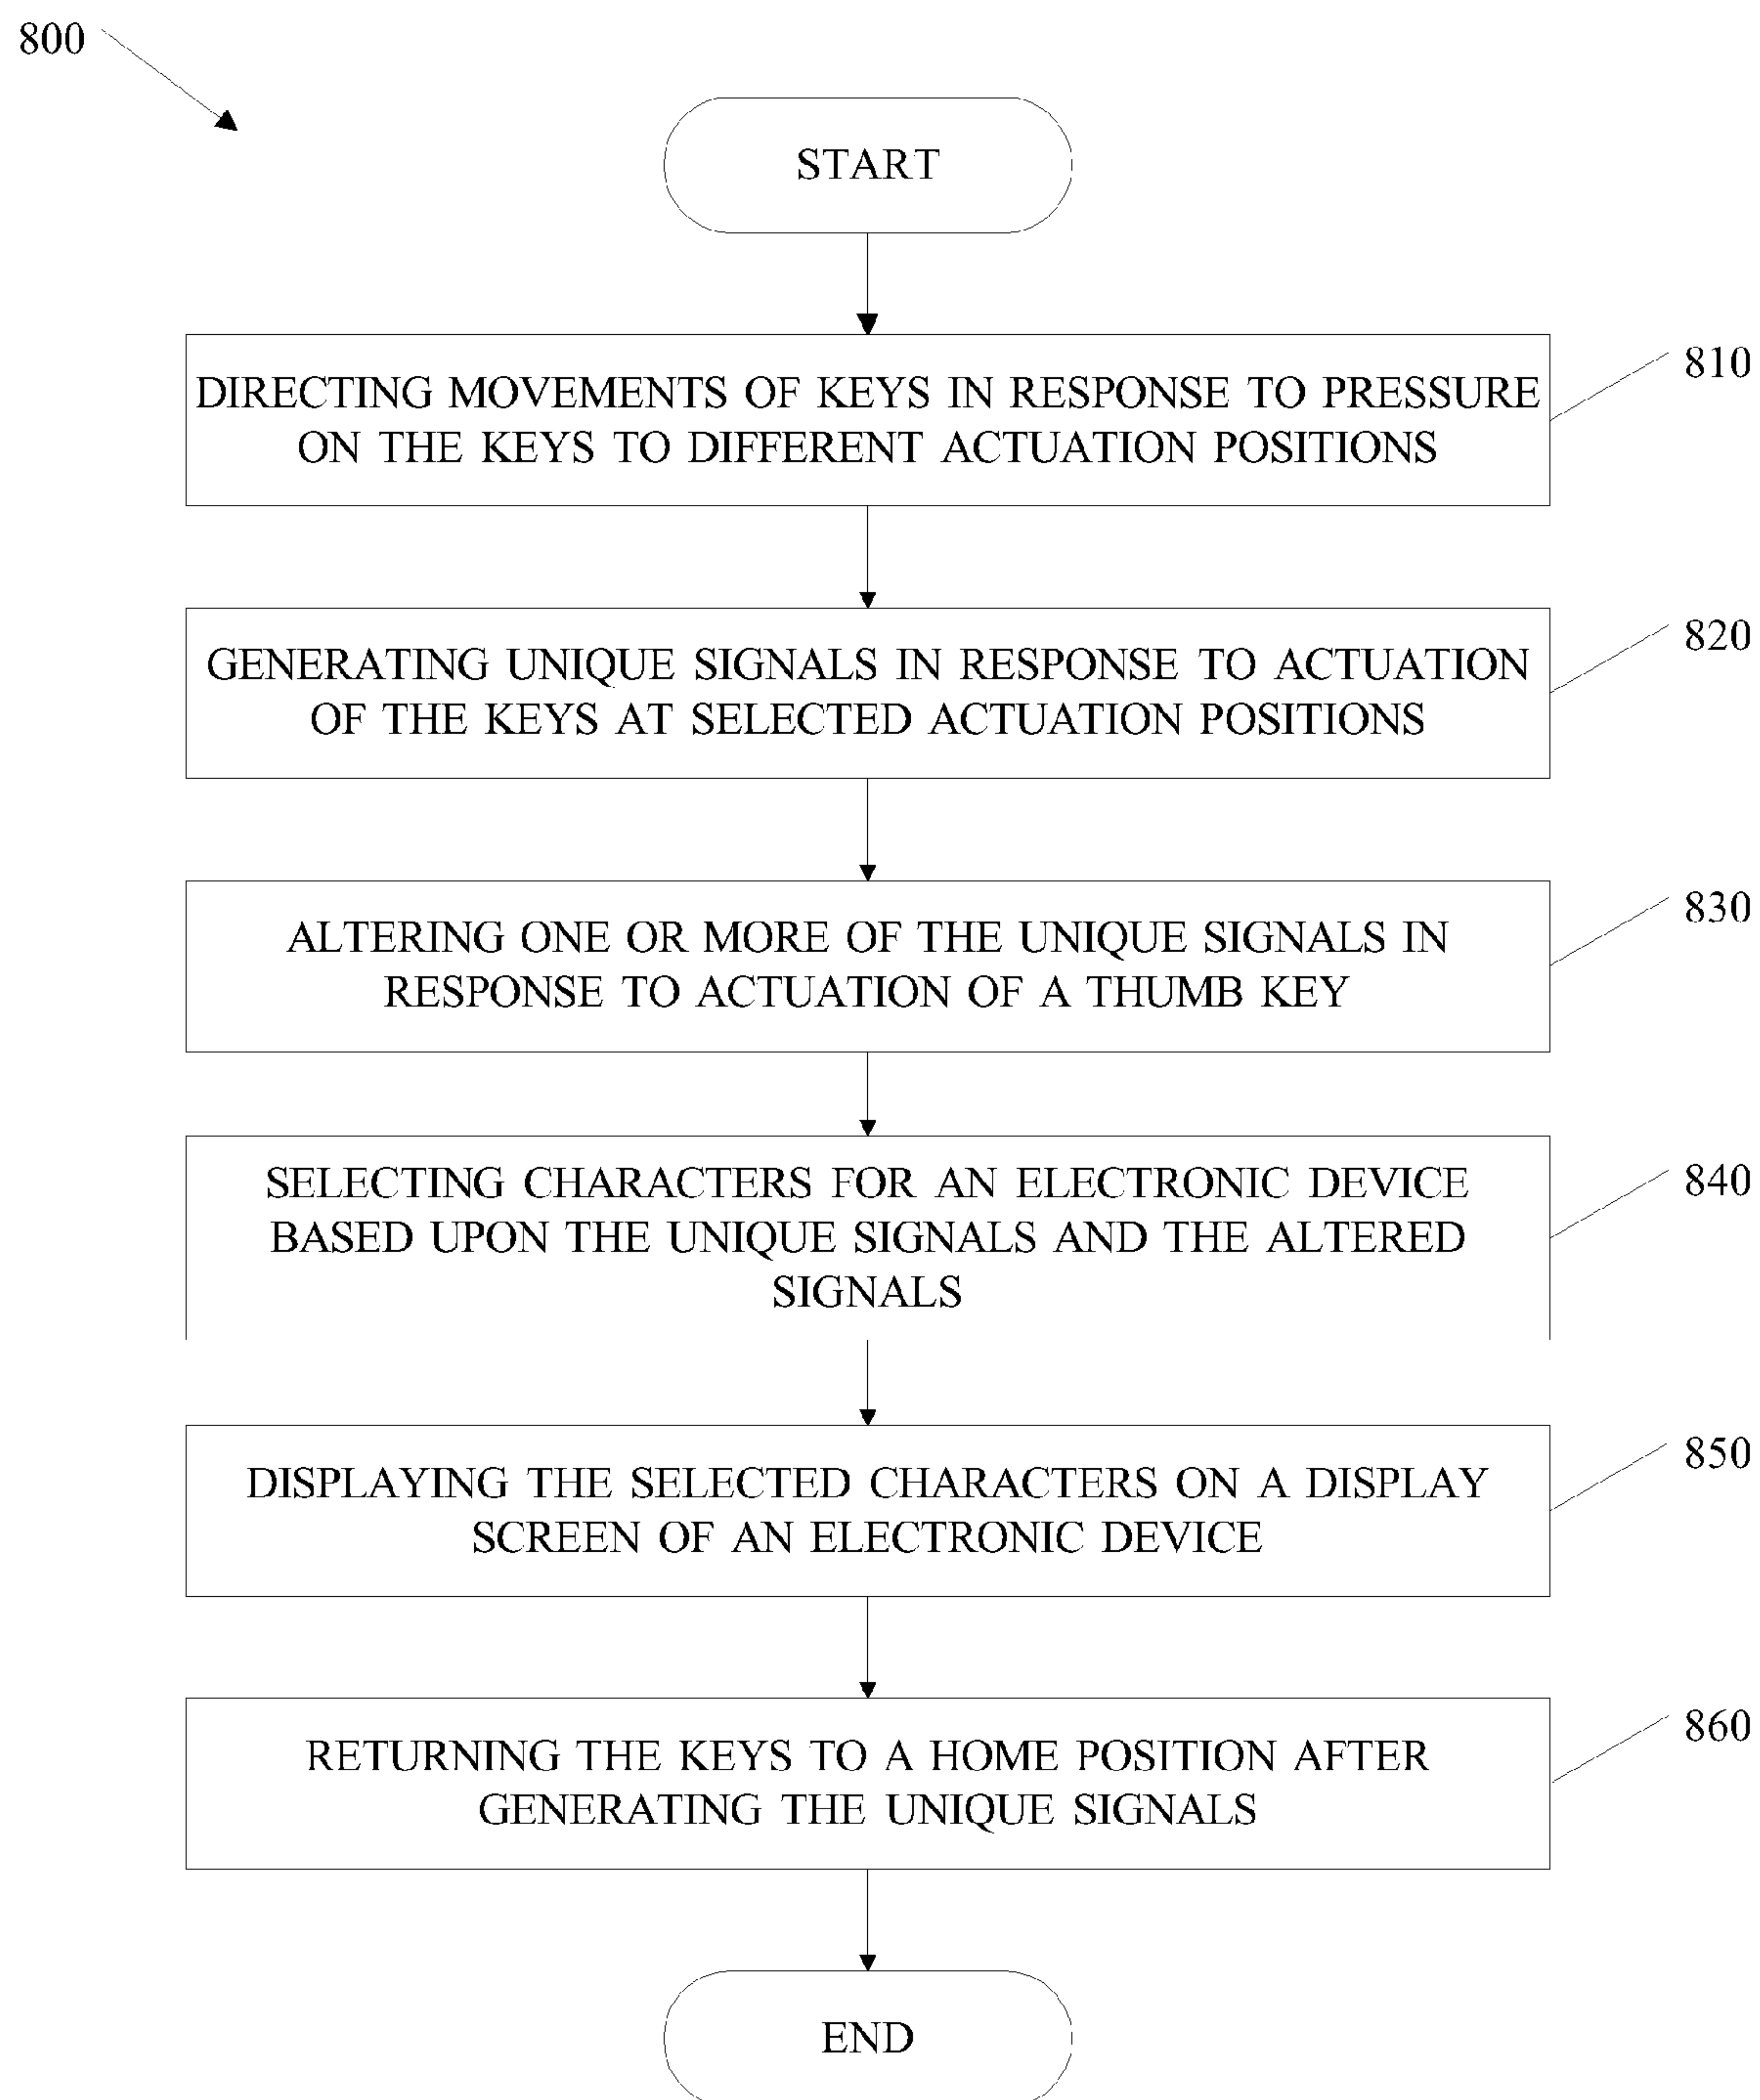 800
START
DIRECTING MOVEMENTS OF KEYS IN RESPONSE TO PRESSURE
ON THE KEYS TO DIFFERENT ACTUATION POSITIONS
810
GENERATING UNIQUE SIGNALS IN RESPONSE TO ACTUATION
OF THE KEYS AT SELECTED ACTUATION POSITIONS
820
ALTERING ONE OR MORE OF THE UNIQUE SIGNALS IN
RESPONSE TO ACTUATION OF A THUMB KEY
830
SELECTING CHARACTERS FOR AN ELECTRONIC DEVICE
BASED UPON THE UNIQUE SIGNALS AND THE ALTERED
SIGNALS
840
DISPLAYING THE SELECTED CHARACTERS ON A DISPLAY
SCREEN OF AN ELECTRONIC DEVICE
850
RETURNING THE KEYS TO A HOME POSITION AFTER
GENERATING THE UNIQUE SIGNALS
860
END